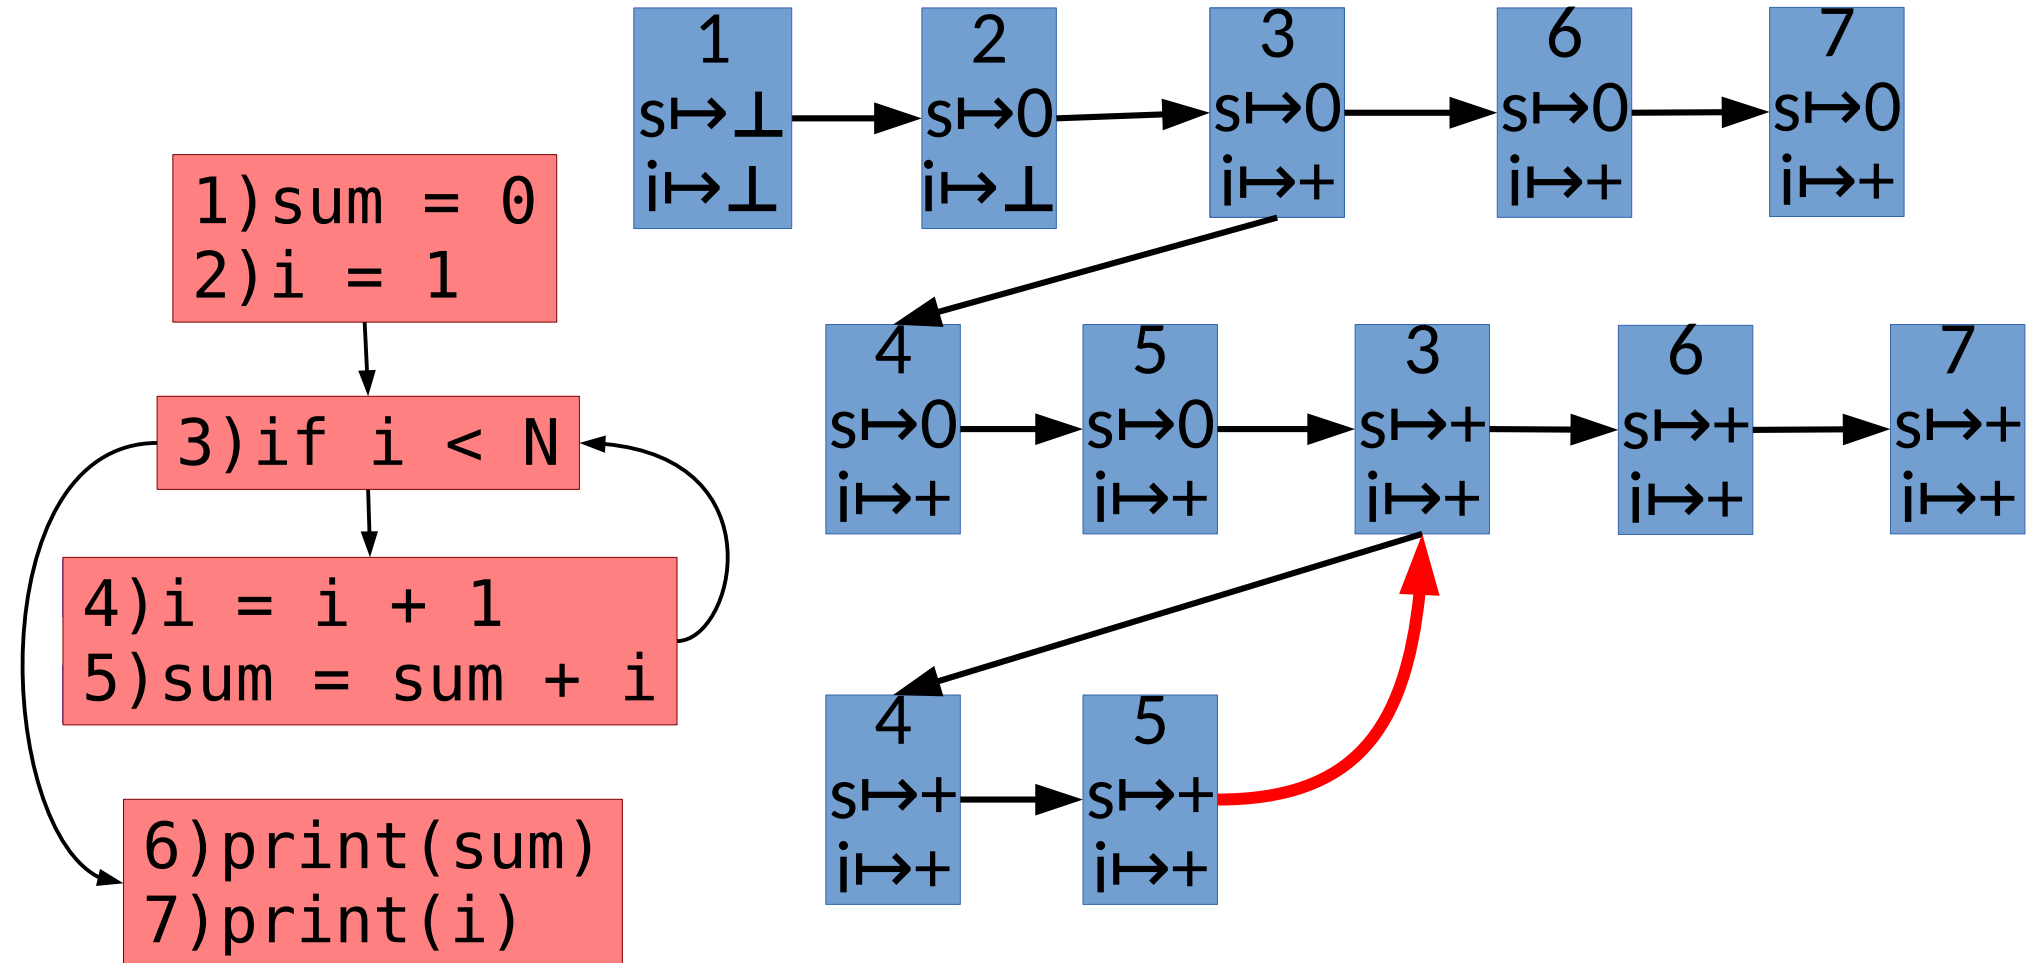 1)sum = 0
2)i = 1
3)if i < N
4)i = i + 1
5)sum = sum + i
6)print(sum)
7)print(i)
1
s↦⊥
i↦⊥
2
s↦0
i↦⊥
3
s↦0
i↦+
6
s↦0
i↦+
7
s↦0
i↦+
4
s↦0
i↦+
5
s↦0
i↦+
3
s↦+
i↦+
6
s↦+
i↦+
7
s↦+
i↦+
4
s↦+
i↦+
5
s↦+
i↦+